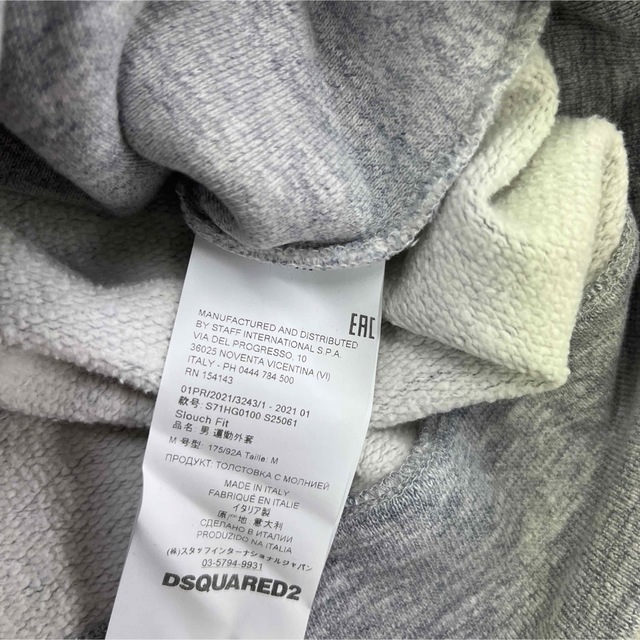 MANUFACTURED AND DISTRIBUTED
BY STAFF INTERNATIONAL S.P.A.
VIA DEL PROGRESSO, 10
36025 NOVENTA VICENTINA (VI)
ITALY - PH 0444 784 500
RN 154143
EAC
01PR/2021/3243/1 - 2021 01
款号: S71HG0100 S25061
Slouch Fit
品名 男 運動外套
M 号型: 175/92A Taille: M
ПРОДУКТ: ТОЛСТОВКА С МОЛНИЕЙ
MADE IN ITALY
FABRIQUÉ EN ITALIE
イタリア製
(原) 地 意大利
СДЕЛАНО В ИТАЛИИ
PRODUZIDO NA ITALIA
(株)スタッフインターナショナルジャパン
03-5794-9931
DSQUARED2